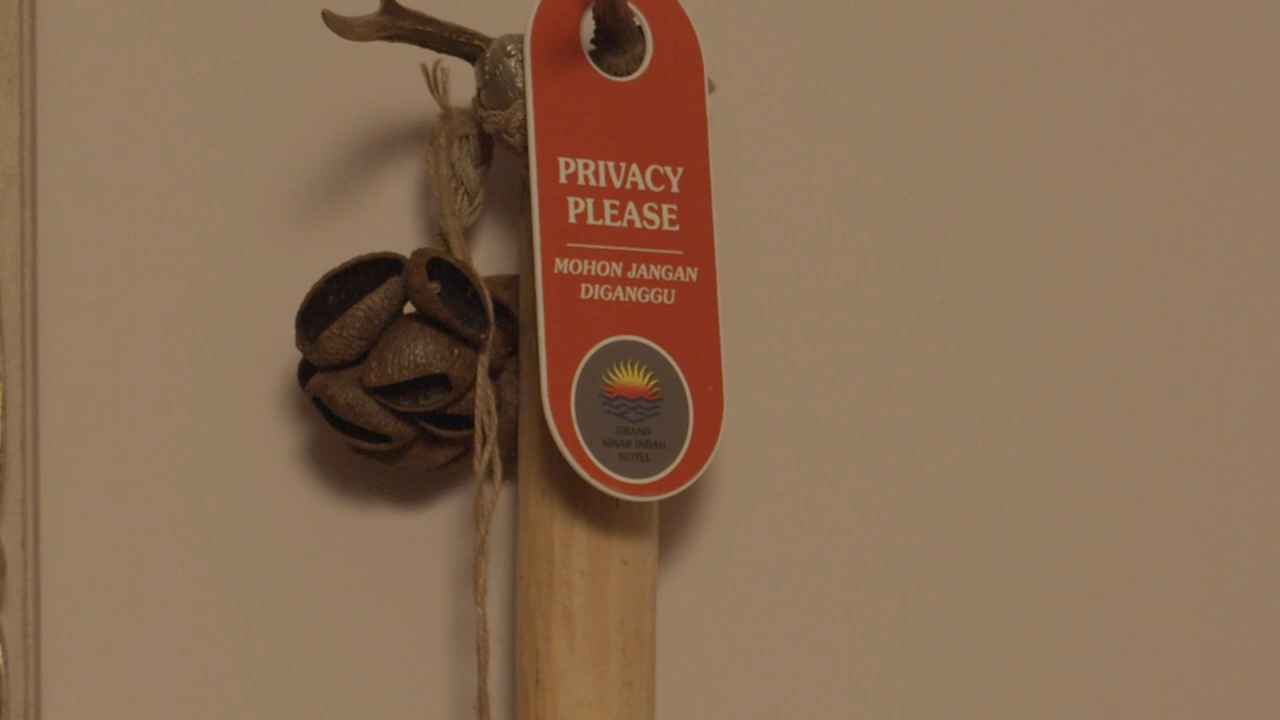 PRIVACY
PLEASE
MOHON JANGAN
DIGANGGU
GRAND
SINAR INDAH
HOTEL